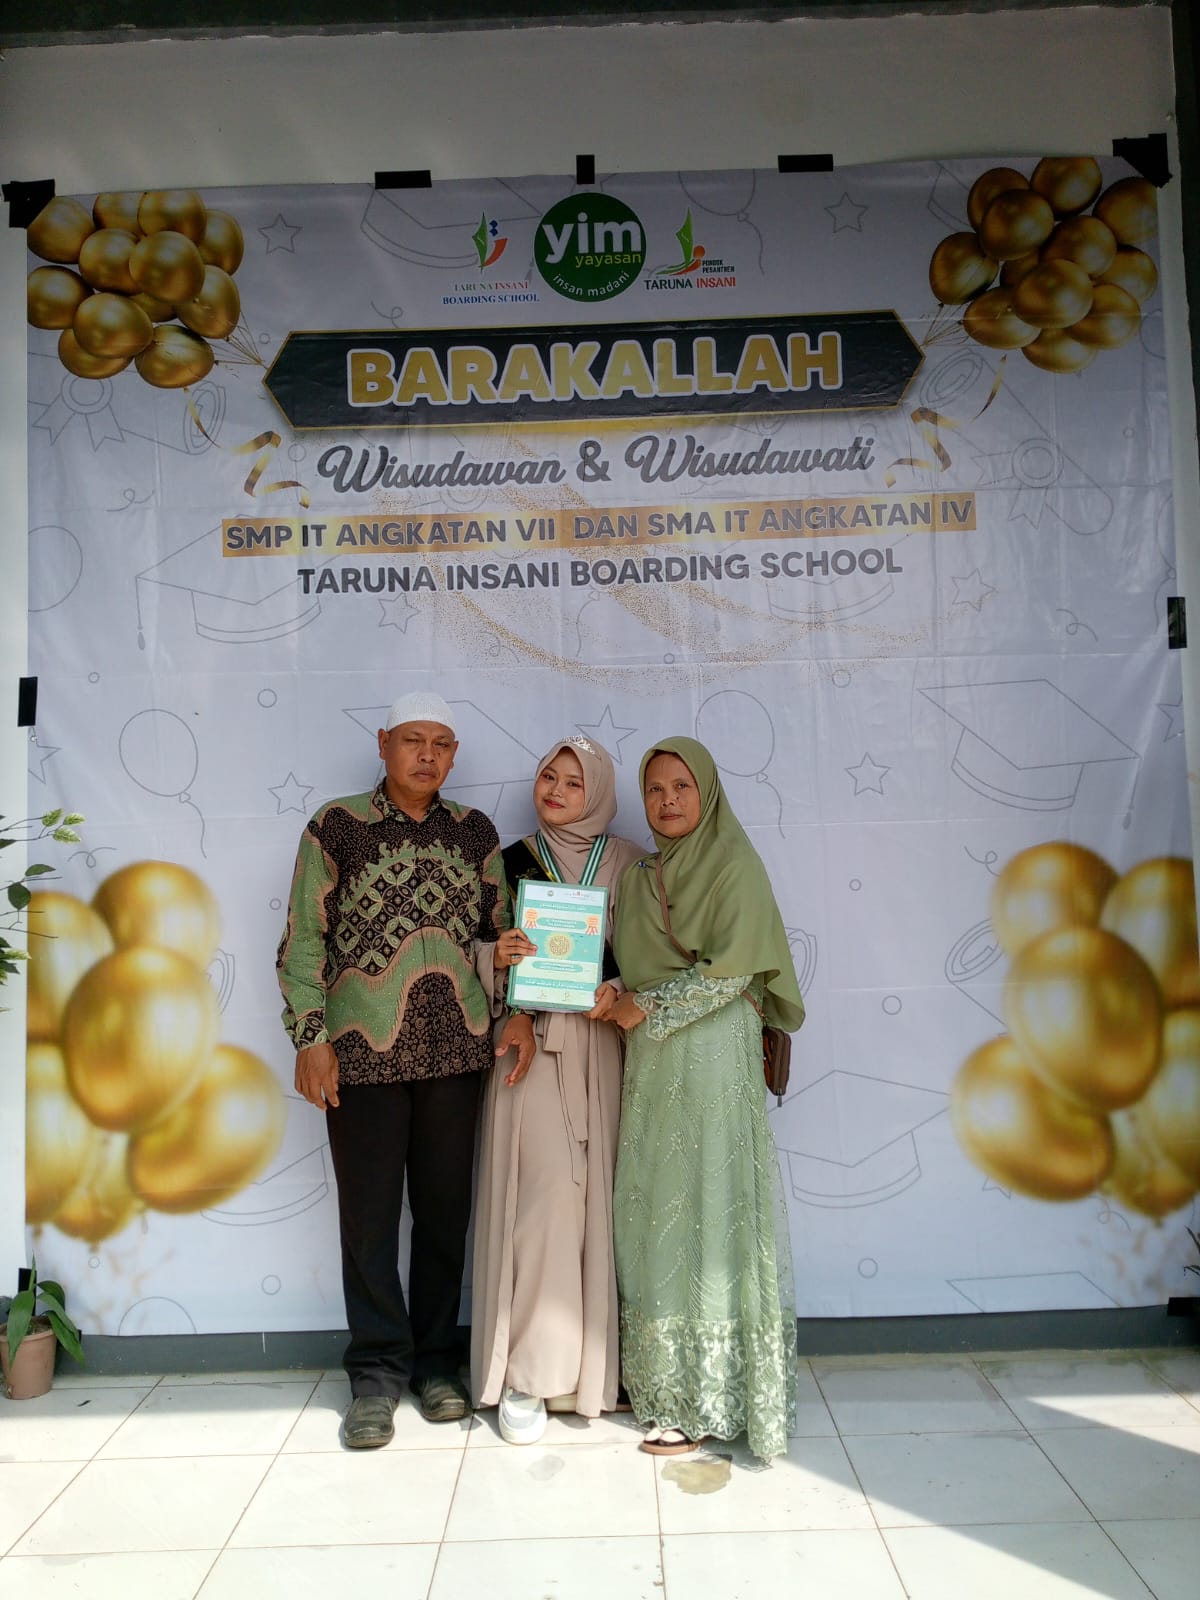 TARUNA INSANI
BOARDING SCHOOL
yim
yayasan
insan madani
PONDOK
PESANTREN
TARUNA INSANI
BARAKALLAH
Wisudawan & Wisudawati
SMP IT ANGKATAN VII DAN SMA IT ANGKATAN IV
TARUNA INSANI BOARDING SCHOOL